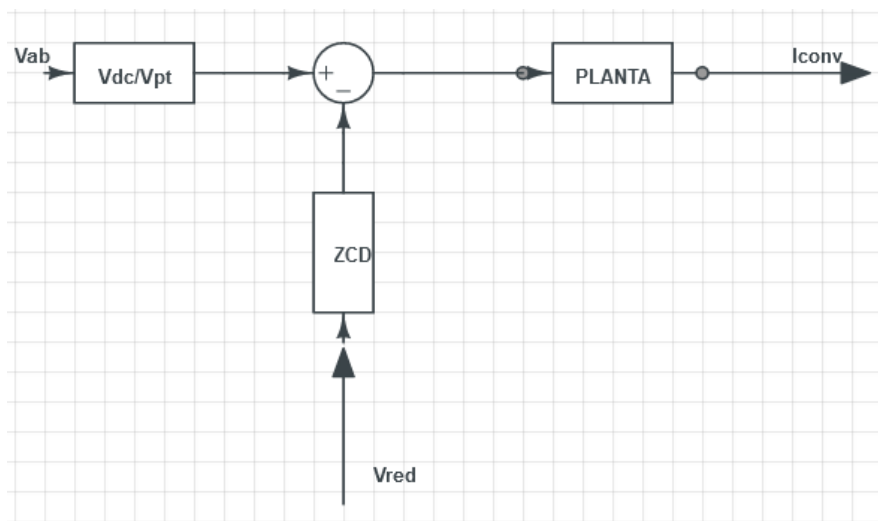 Vab
Vdc/Vpt
+
−
PLANTA
Iconv
ZCD
Vred